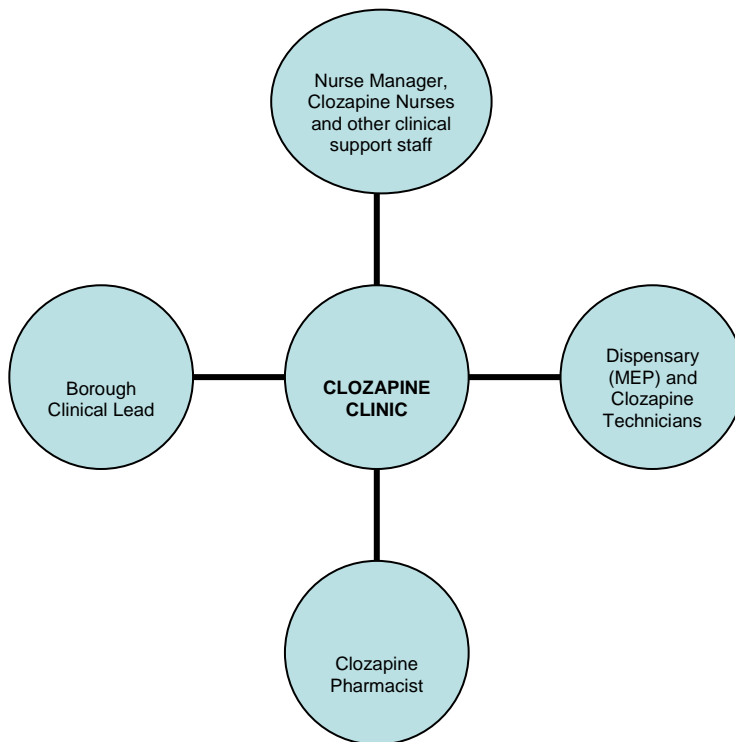 Nurse Manager,
Clozapine Nurses
and other clinical
support staff
Borough
Clinical Lead
CLOZAPINE
CLINIC
Dispensary
(MEP) and
Clozapine
Technicians
Clozapine
Pharmacist